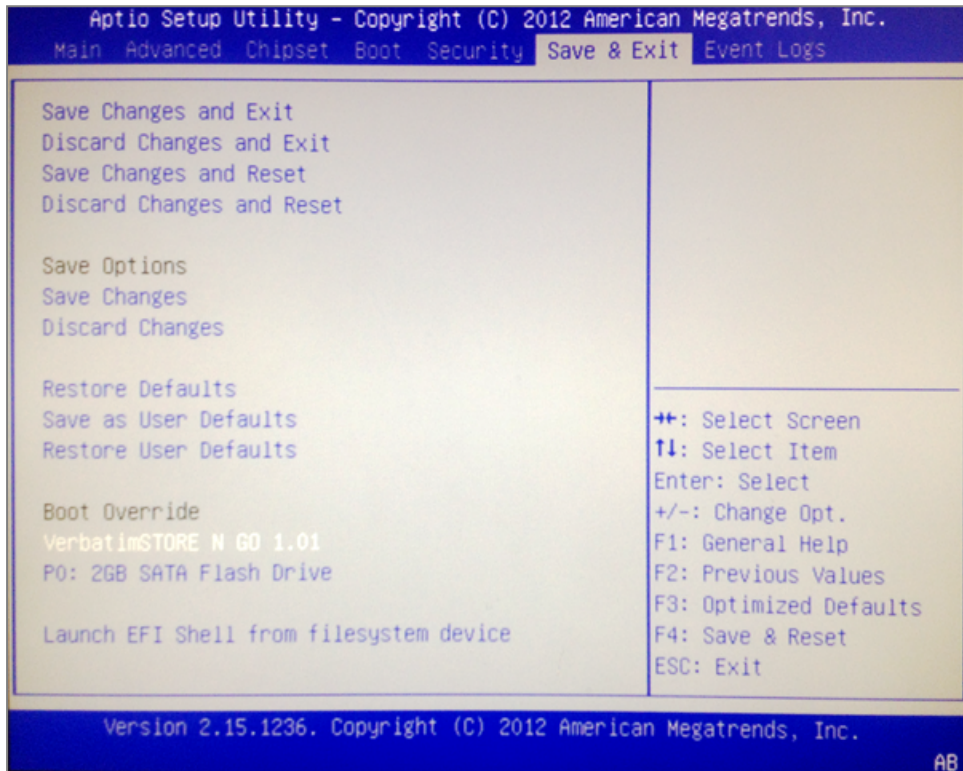 Aptio Setup Utility - Copyright (C) 2012 American Megatrends, Inc.
Main Advanced Chipset Boot Security Save & Exit Event Logs
Save Changes and Exit
Discard Changes and Exit
Save Changes and Reset
Discard Changes and Reset
Save Options
Save Changes
Discard Changes
Restore Defaults
Save as User Defaults
Restore User Defaults
Boot Override
VerbatimSTORE N GO 1.01
P0: 2GB SATA Flash Drive
Launch EFI Shell from filesystem device
→←: Select Screen
↑↓: Select Item
Enter: Select
+/-: Change Opt.
F1: General Help
F2: Previous Values
F3: Optimized Defaults
F4: Save & Reset
ESC: Exit
Version 2.15.1236. Copyright (C) 2012 American Megatrends, Inc.
AB